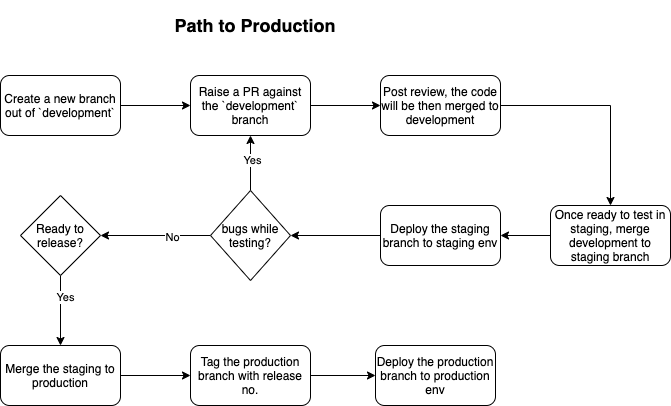 Path to Production
Create a new branch
out of `development`
Raise a PR against
the `development`
branch
Post review, the code
will be then merged to
development
Yes
Ready to
release?
No
bugs while
testing?
Deploy the staging
branch to staging env
Once ready to test in
staging, merge
development to
staging branch
Yes
Merge the staging to
production
Tag the production
branch with release
no.
Deploy the production
branch to production
env